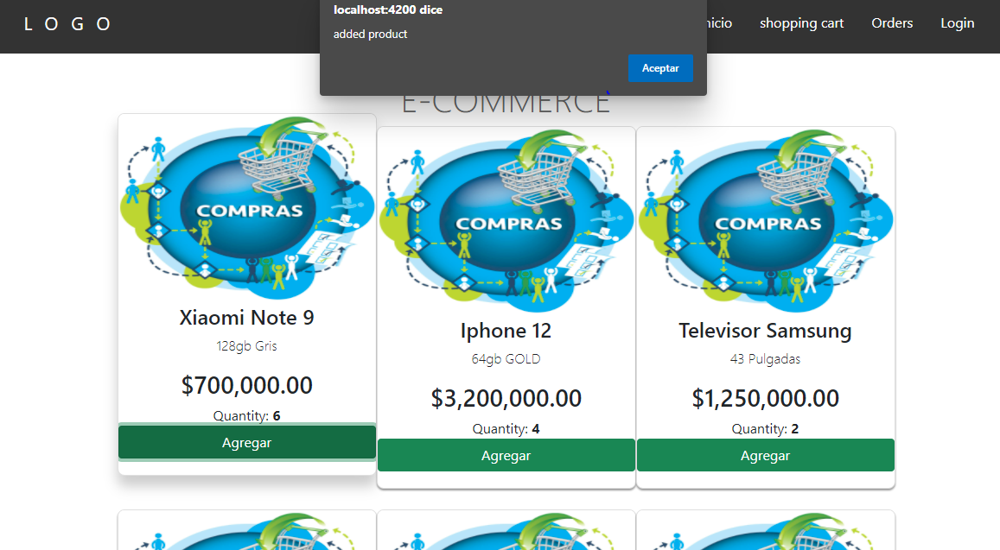 L O G O
localhost:4200 dice
added product
Aceptar
shopping cart
Orders
Login
E-COMMERCE
COMPRAS
COMPRAS
COMPRAS
Xiaomi Note 9
128gb Gris
$700,000.00
Quantity: 6
Agregar
Iphone 12
64gb GOLD
$3,200,000.00
Quantity: 4
Agregar
Televisor Samsung
43 Pulgadas
$1,250,000.00
Quantity: 2
Agregar